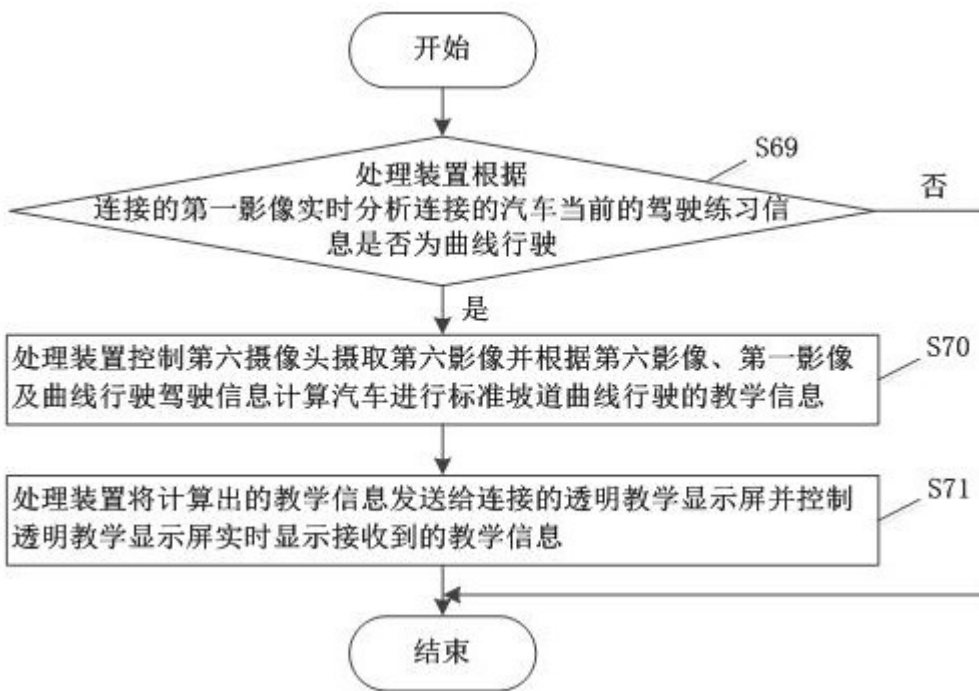 开始
S69
处理装置根据
连接的第一影像实时分析连接的汽车当前的驾驶练习信
息是否为曲线行驶
否
是
处理装置控制第六摄像头摄取第六影像并根据第六影像、第一影像
及曲线行驶驾驶信息计算汽车进行标准坡道曲线行驶的教学信息
S70
处理装置将计算出的教学信息发送给连接的透明教学显示屏并控制
透明教学显示屏实时显示接收到的教学信息
S71
结束